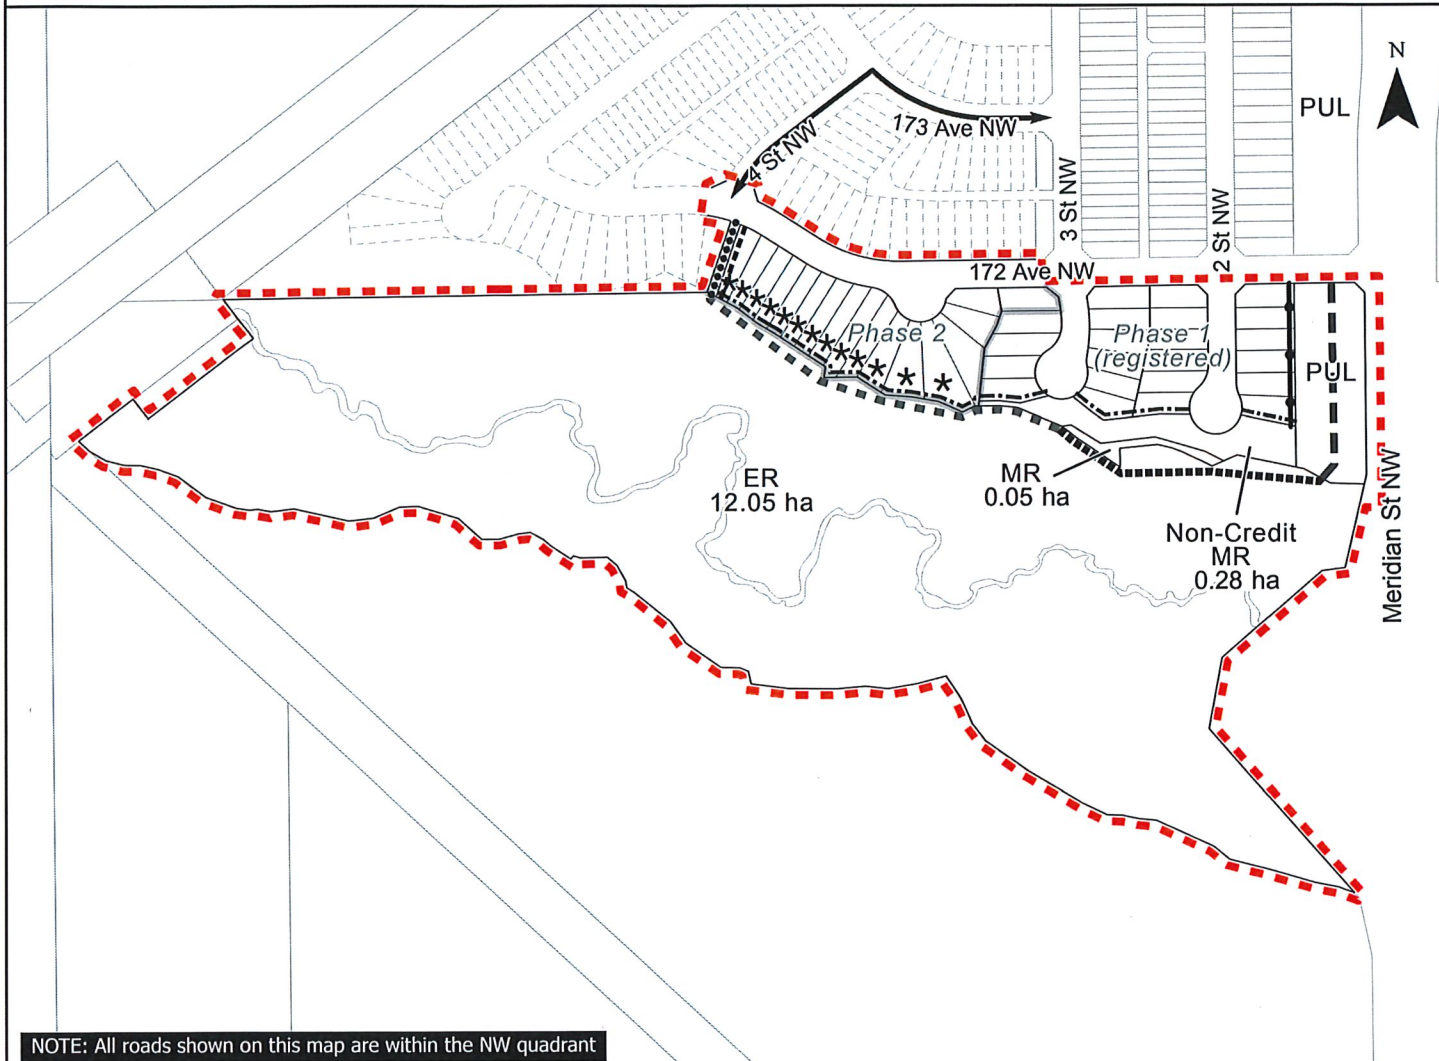 N
PUL
173 Ave NW
4 St NW
3 St NW
2 St NW
172 Ave NW
Phase 2
Phase 1
(registered)
PUL
ER
12.05 ha
MR
0.05 ha
Non-Credit
MR
0.28 ha
Meridian St NW
NOTE: All roads shown on this map are within the NW quadrant